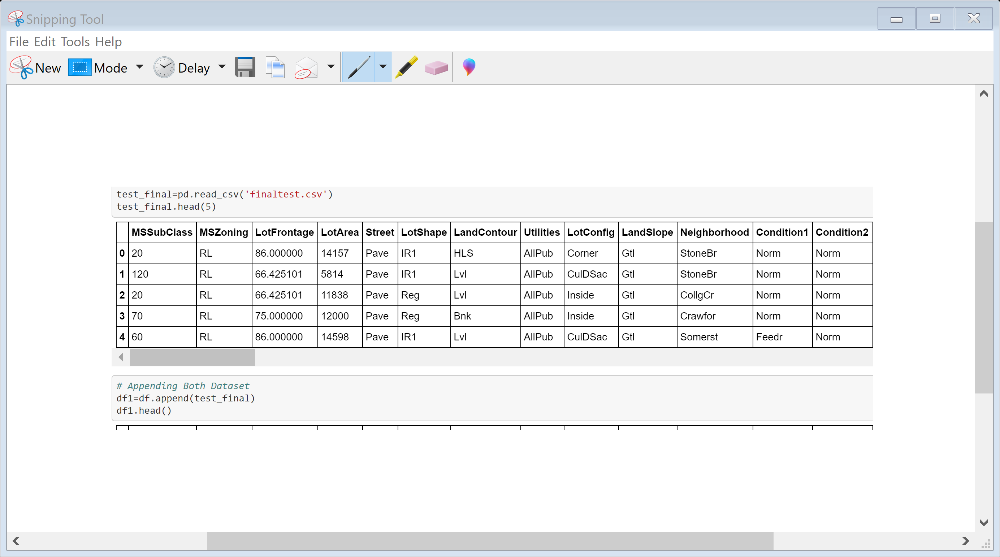 Snipping Tool
File Edit Tools Help
New Mode Delay
test_final=pd.read_csv('finaltest.csv')
test_final.head(5)
MSSubClass MSZoning LotFrontage LotArea Street LotShape LandContour Utilities LotConfig LandSlope Neighborhood Condition1 Condition2
0 20 RL 86.000000 14157 Pave IR1 HLS AllPub Corner Gtl StoneBr Norm Norm
1 120 RL 66.425101 5814 Pave IR1 Lvl AllPub CulDSac Gtl StoneBr Norm Norm
2 20 RL 66.425101 11838 Pave Reg Lvl AllPub Inside Gtl CollgCr Norm Norm
3 70 RL 75.000000 12000 Pave Reg Bnk AllPub Inside Gtl Crawfor Norm Norm
4 60 RL 86.000000 14598 Pave IR1 Lvl AllPub CulDSac Gtl Somerst Feedr Norm
# Appending Both Dataset
df1=df.append(test_final)
df1.head()